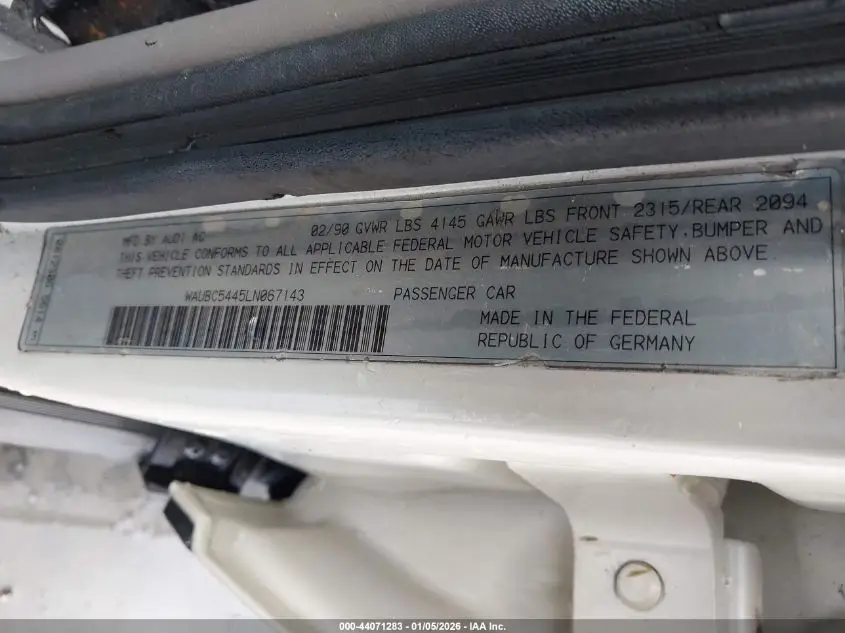 MFG BY AUDI AG 02/90 GVWR LBS 4145 GAWR LBS FRONT 2315/REAR 2094
THIS VEHICLE CONFORMS TO ALL APPLICABLE FEDERAL MOTOR VEHICLE SAFETY.BUMPER AND
THEFT PREVENTION STANDARDS IN EFFECT ON THE DATE OF MANUFACTURE SHOWN ABOVE.
WAUBC5445LN067143 PASSENGER CAR
MADE IN THE FEDERAL
REPUBLIC OF GERMANY
000-44071283 - 01/05/2026 - IAA Inc.